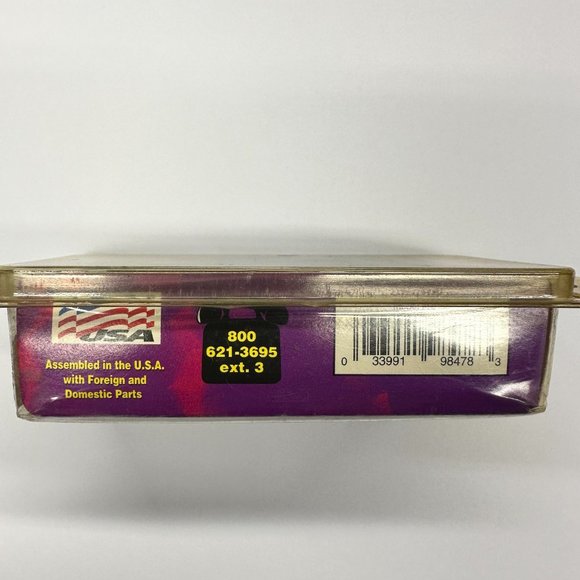 USA
Assembled in the U.S.A.
with Foreign and
Domestic Parts
800
621-3695
ext. 3
0 33991 98478 3